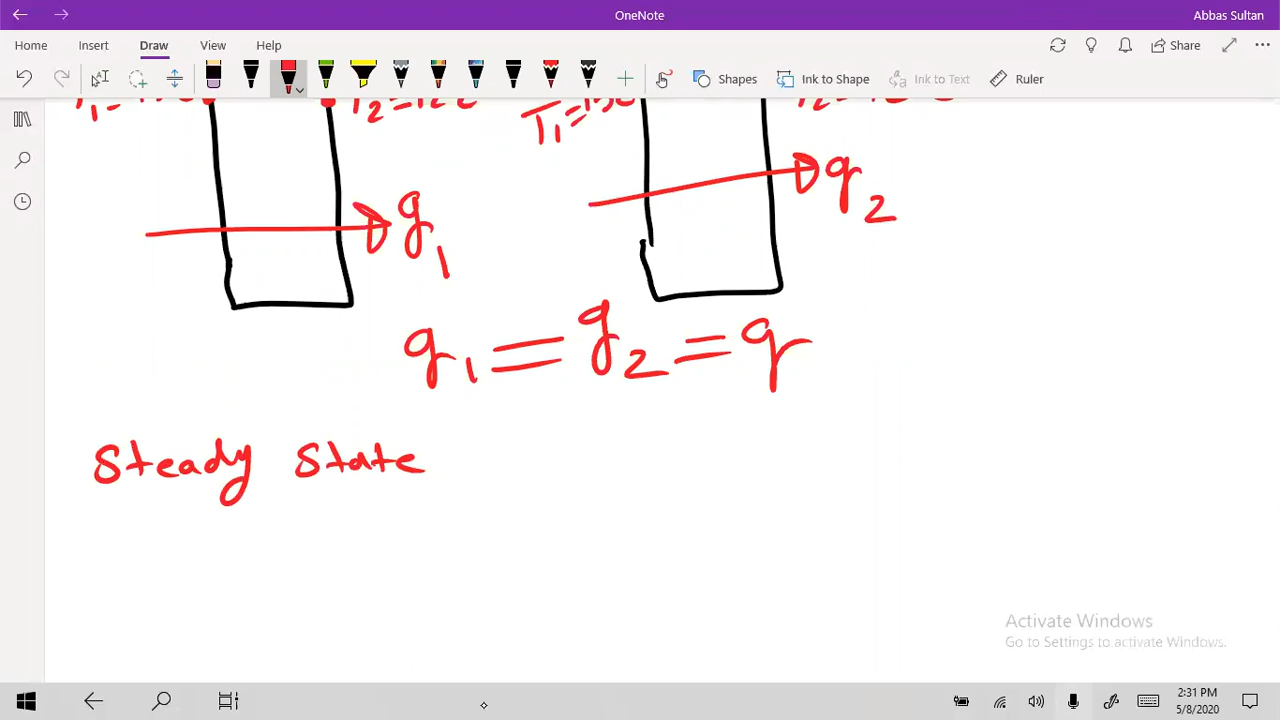 OneNote
Abbas Sultan
Home Insert Draw View Help Share
Shapes Ink to Shape Ink to Text Ruler
q1
q2
q1 = q2 = q
Steady State
Activate Windows
Go to Settings to activate Windows.
2:31 PM
5/8/2020